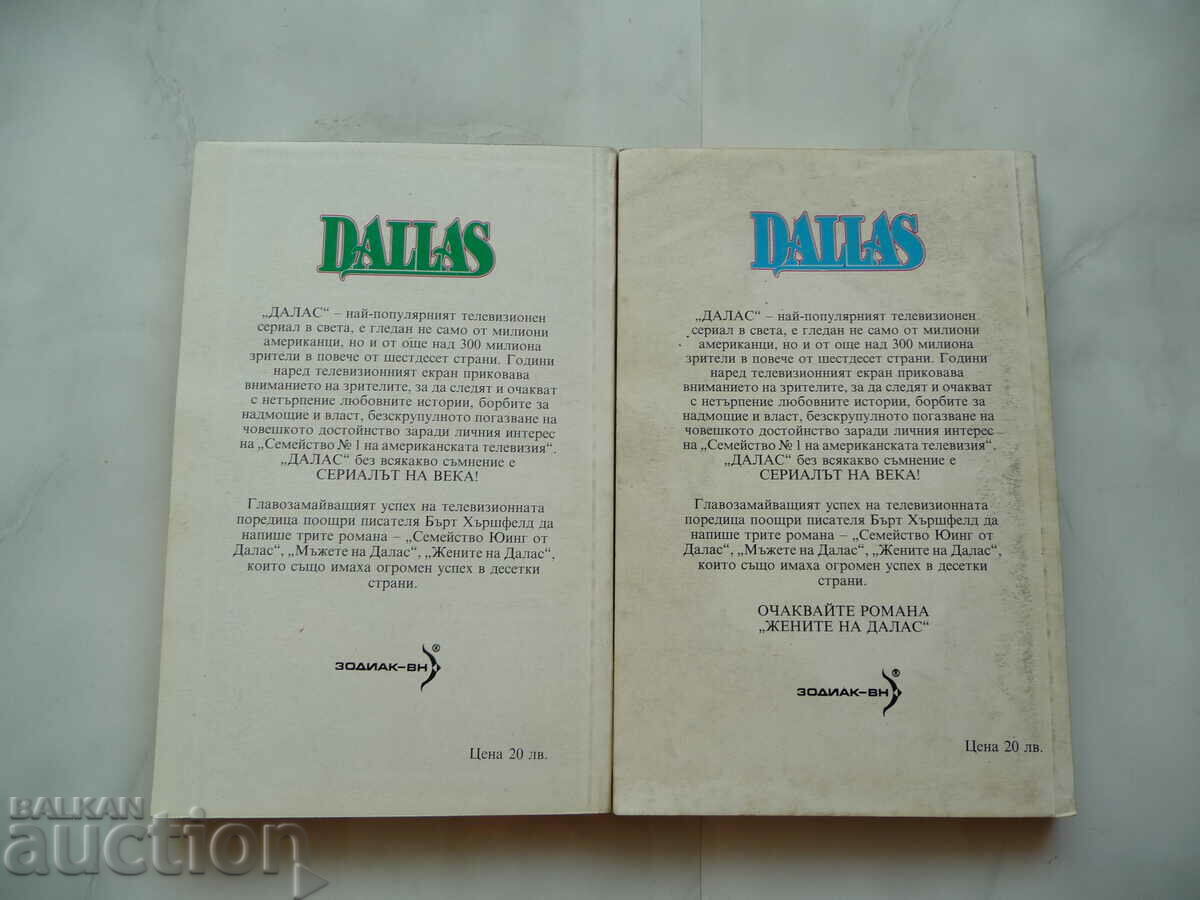 DALLAS
„ДАЛАС“ – най-популярният телевизионен
сериал в света, е гледан не само от милиони
американци, но и от още над 300 милиона
зрители в повече от шестдесет страни. Години
наред телевизионният екран приковава
вниманието на зрителите, за да следят и очакват
с нетърпение любовните истории, борбите за
надмощие и власт, безскрупулното погазване на
човешкото достойнство заради личния интерес
на „Семейство № 1 на американската телевизия“.
„ДАЛАС“ без всякакво съмнение е
СЕРИАЛЪТ НА ВЕКА!
Главозамайващият успех на телевизионната
поредица поощри писателя Бърт Хършфелд да
напише трите романа – „Семейство Юинг от
Далас“, „Мъжете на Далас“, „Жените на Далас“,
които също имаха огромен успех в десетки
страни.
ЗОДИАК–ВН ®
Цена 20 лв.
DALLAS
„ДАЛАС“ – най-популярният телевизионен
сериал в света, е гледан не само от милиони
американци, но и от още над 300 милиона
зрители в повече от шестдесет страни. Години
наред телевизионният екран приковава
вниманието на зрителите, за да следят и очакват
с нетърпение любовните истории, борбите за
надмощие и власт, безскрупулното погазване на
човешкото достойнство заради личния интерес
на „Семейство № 1 на американската телевизия“.
„ДАЛАС“ без всякакво съмнение е
СЕРИАЛЪТ НА ВЕКА!
Главозамайващият успех на телевизионната
поредица поощри писателя Бърт Хършфелд да
напише трите романа – „Семейство Юинг от
Далас“, „Мъжете на Далас“, „Жените на Далас“,
които също имаха огромен успех в десетки
страни.
ОЧАКВАЙТЕ РОМАНА
„ЖЕНИТЕ НА ДАЛАС“
ЗОДИАК–ВН ®
Цена 20 лв.
BALKAN
auction